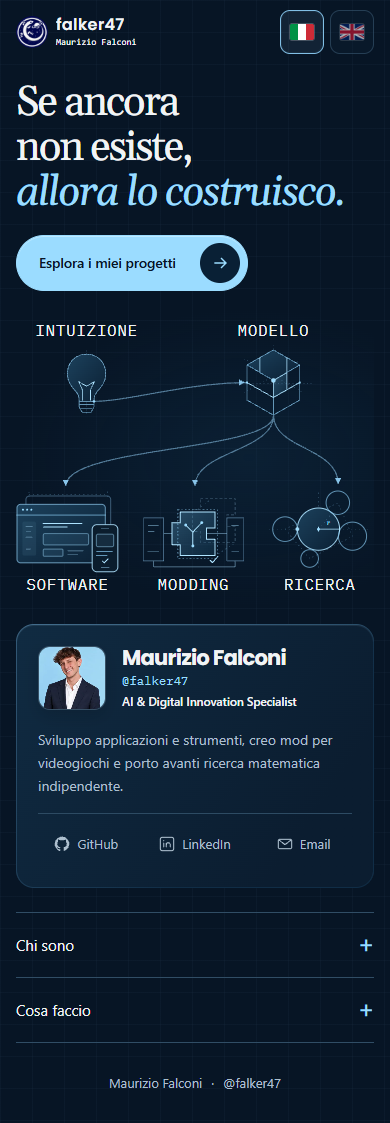 falker47
Maurizio Falconi
Se ancora
non esiste,
allora lo costruisco.
Esplora i miei progetti
INTUIZIONE
MODELLO
SOFTWARE
MODDING
RICERCA
Maurizio Falconi
@falker47
AI & Digital Innovation Specialist
Sviluppo applicazioni e strumenti, creo mod per
videogiochi e porto avanti ricerca matematica
indipendente.
GitHub
LinkedIn
Email
Chi sono
Cosa faccio
Maurizio Falconi · @falker47